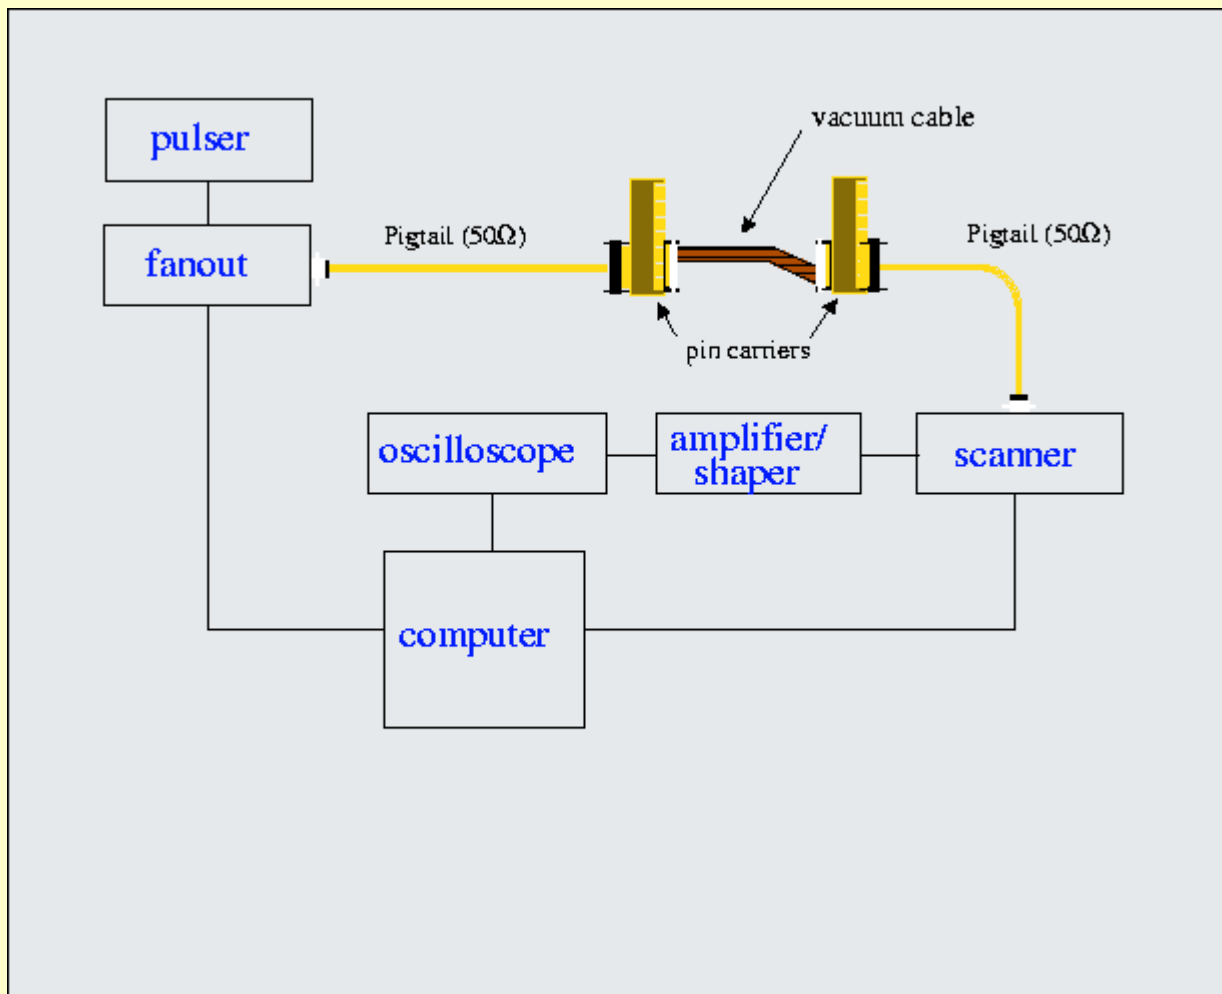 pulser
vacuum cable
Pigtail (50Ω)
Pigtail (50Ω)
fanout
pin carriers
oscilloscope
amplifier/
shaper
scanner
computer